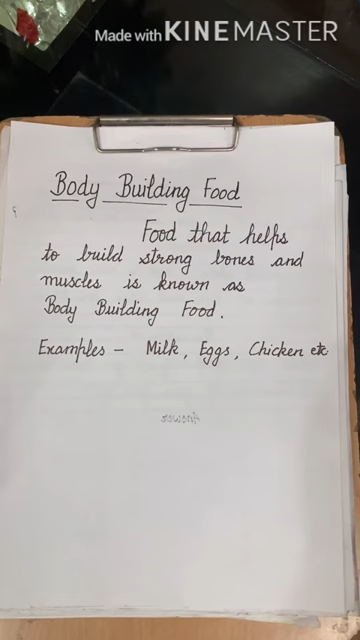 Made with KINEMASTER
Body Building Food
Food that helps
to build strong bones and
muscles is known as
Body Building Food.
Examples – Milk, Eggs, Chicken etc